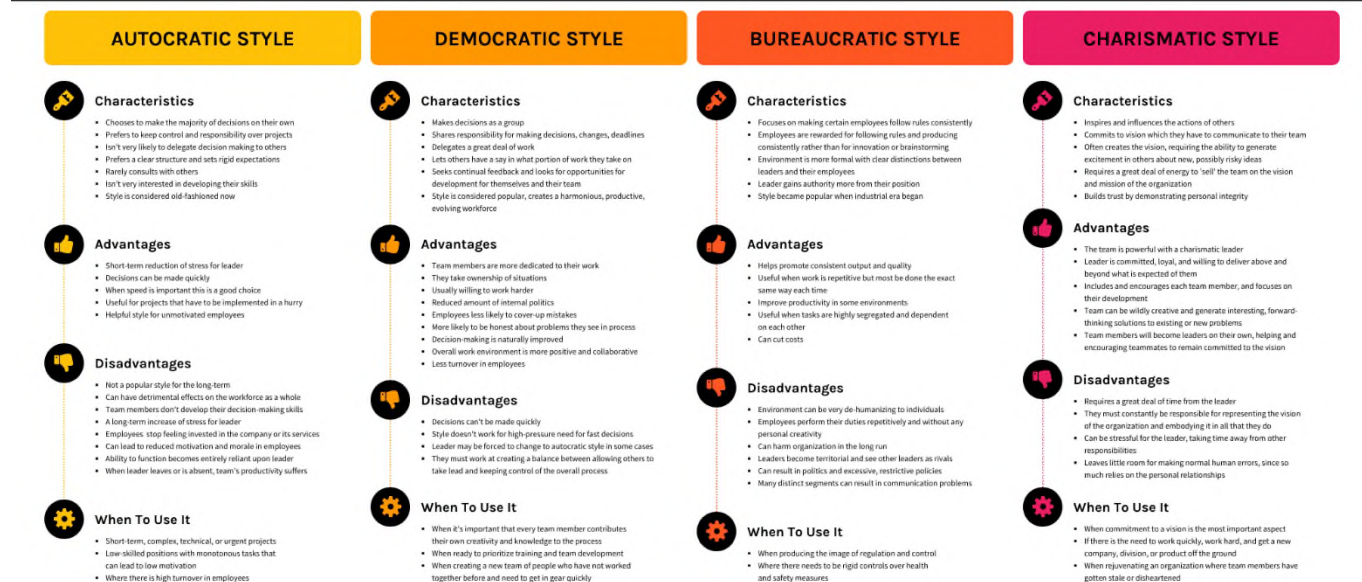 AUTOCRATIC STYLE
Characteristics
Chooses to make the majority of decisions on their own
Prefers to keep control and responsibility over projects
Isn't very likely to delegate decision making to others
Prefers a clear structure and sets rigid expectations
Rarely consults with others
Isn't very interested in developing their skills
Style is considered old-fashioned now
Advantages
Short-term reduction of stress for leader
Decisions can be made quickly
When speed is important this is a good choice
Useful for projects that have to be implemented in a hurry
Helpful style for unmotivated employees
Disadvantages
Not a popular style for the long-term
Can have detrimental effects on the workforce as a whole
Team members don't develop their decision-making skills
A long-term increase of stress for leader
Employees stop feeling invested in the company or its services
Can lead to reduced motivation and morale in employees
Ability to function becomes entirely reliant upon leader
When leader leaves or is absent, team's productivity suffers
When To Use It
Short-term, complex, technical, or urgent projects
Low-skilled positions with monotonous tasks that
can lead to low motivation
Where there is high turnover in employees
DEMOCRATIC STYLE
Characteristics
Makes decisions as a group
Shares responsibility for making decisions, changes, deadlines
Delegates a great deal of work
Lets others have a say in what portion of work they take on
Seeks continual feedback and looks for opportunities for
development for themselves and their team
Style is considered popular, creates a harmonious, productive,
evolving workforce
Advantages
Team members are more dedicated to their work
They take ownership of situations
Usually willing to work harder
Reduced amount of internal politics
Employees less likely to cover-up mistakes
More likely to be honest about problems they see in process
Decision-making is naturally improved
Overall work environment is more positive and collaborative
Less turnover in employees
Disadvantages
Decisions can't be made quickly
Style doesn't work for high-pressure need for fast decisions
Leader may be forced to change to autocratic style in some cases
They must work at creating a balance between allowing others to
take lead and keeping control of the overall process
When To Use It
When it's important that every team member contributes
their own creativity and knowledge to the process
When ready to prioritize training and team development
When creating a new team of people who have not worked
together before and need to get in gear quickly
BUREAUCRATIC STYLE
Characteristics
Focuses on making certain employees follow rules consistently
Employees are rewarded for following rules and producing
consistently rather than for innovation or brainstorming
Environment is more formal with clear distinctions between
leaders and their employees
Leader gains authority more from their position
Style became popular when industrial era began
Advantages
Helps promote consistent output and quality
Useful when work is repetitive but most be done the exact
same way each time
Improve productivity in some environments
Useful when tasks are highly segregated and dependent
on each other
Can cut costs
Disadvantages
Environment can be very de-humanizing to individuals
Employees perform their duties repetitively and without any
personal creativity
Can harm organization in the long run
Leaders become territorial and see other leaders as rivals
Can result in politics and excessive, restrictive policies
Many distinct segments can result in communication problems
When To Use It
When producing the image of regulation and control
Where there needs to be rigid controls over health
and safety measures
CHARISMATIC STYLE
Characteristics
Inspires and influences the actions of others
Commits to vision which they have to communicate to their team
Often creates the vision, requiring the ability to generate
excitement in others about new, possibly risky ideas
Requires a great deal of energy to 'sell' the team on the vision
and mission of the organization
Builds trust by demonstrating personal integrity
Advantages
The team is powerful with a charismatic leader
Leader is committed, loyal, and willing to deliver above and
beyond what is expected of them
Includes and encourages each team member, and focuses on
their development
Team can be wildly creative and generate interesting, forward-
thinking solutions to existing or new problems
Team members will become leaders on their own, helping and
encouraging teammates to remain committed to the vision
Disadvantages
Requires a great deal of time from the leader
They must constantly be responsible for representing the vision
of the organization and embodying it in all that they do
Can be stressful for the leader, taking time away from other
responsibilities
Leaves little room for making normal human errors, since so
much relies on the personal relationships
When To Use It
When commitment to a vision is the most important aspect
If there is the need to work quickly, work hard, and get a new
company, division, or product off the ground
When rejuvenating an organization where team members have
gotten stale or disheartened